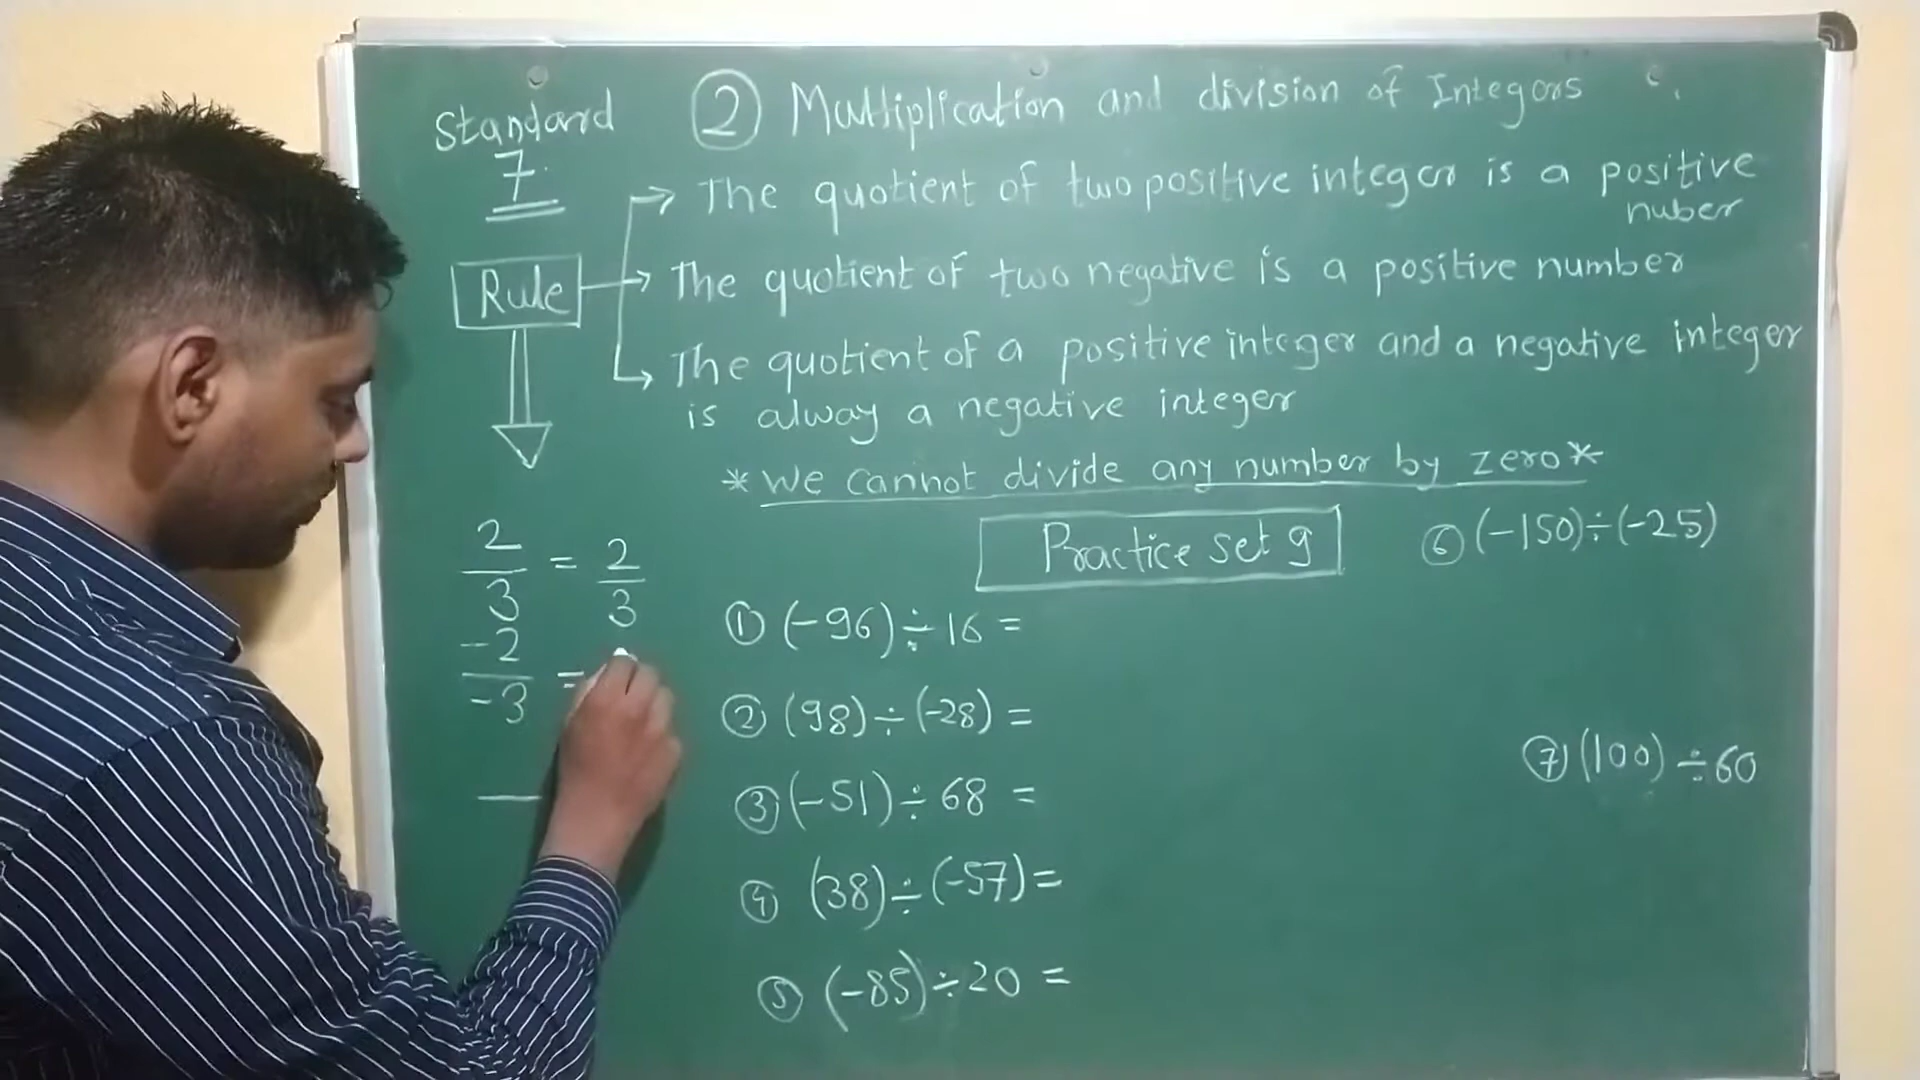 Standard
7
② Multiplication and division of Integers
The quotient of two positive integer is a positive
nuber
Rule
The quotient of two negative is a positive number
The quotient of a positive integer and a negative integer
is alway a negative integer
*We cannot divide any number by zero*
2/3 = 2/3
-2/-3 =
Practice set 9
① (-96) ÷ 16 =
② (98) ÷ (-28) =
③ (-51) ÷ 68 =
④ (38) ÷ (-57) =
⑤ (-85) ÷ 20 =
⑥ (-150) ÷ (-25)
⑦ (100) ÷ 60